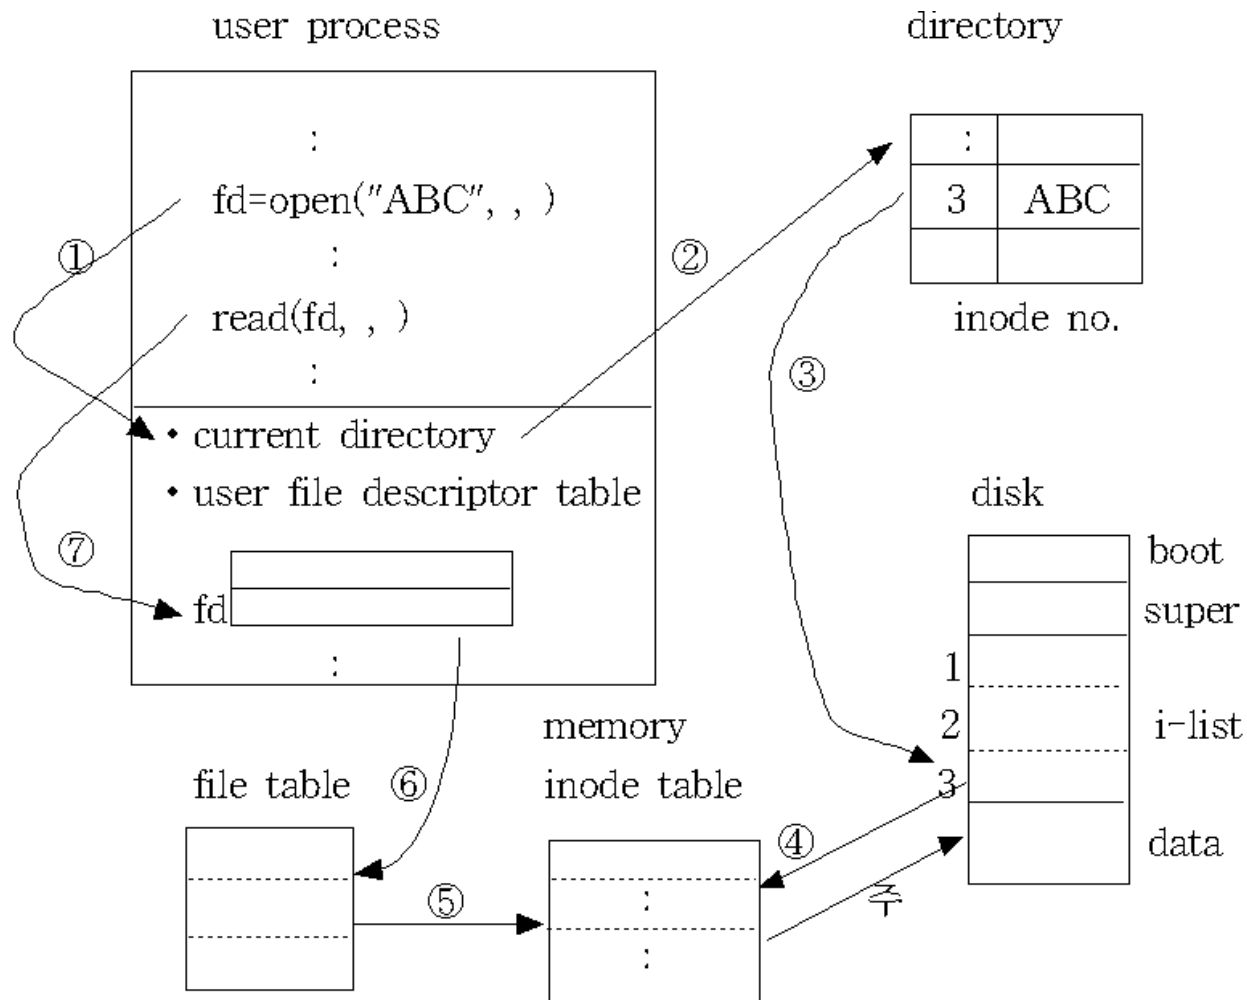 user process
directory
:
fd=open("ABC", , )
:
read(fd, , )
:
• current directory
• user file descriptor table
fd
:
①
②
③
④
⑤
⑥
⑦
:
3 ABC
inode no.
disk
boot
super
1
2
i-list
3
data
memory
inode table
:
:
file table
주